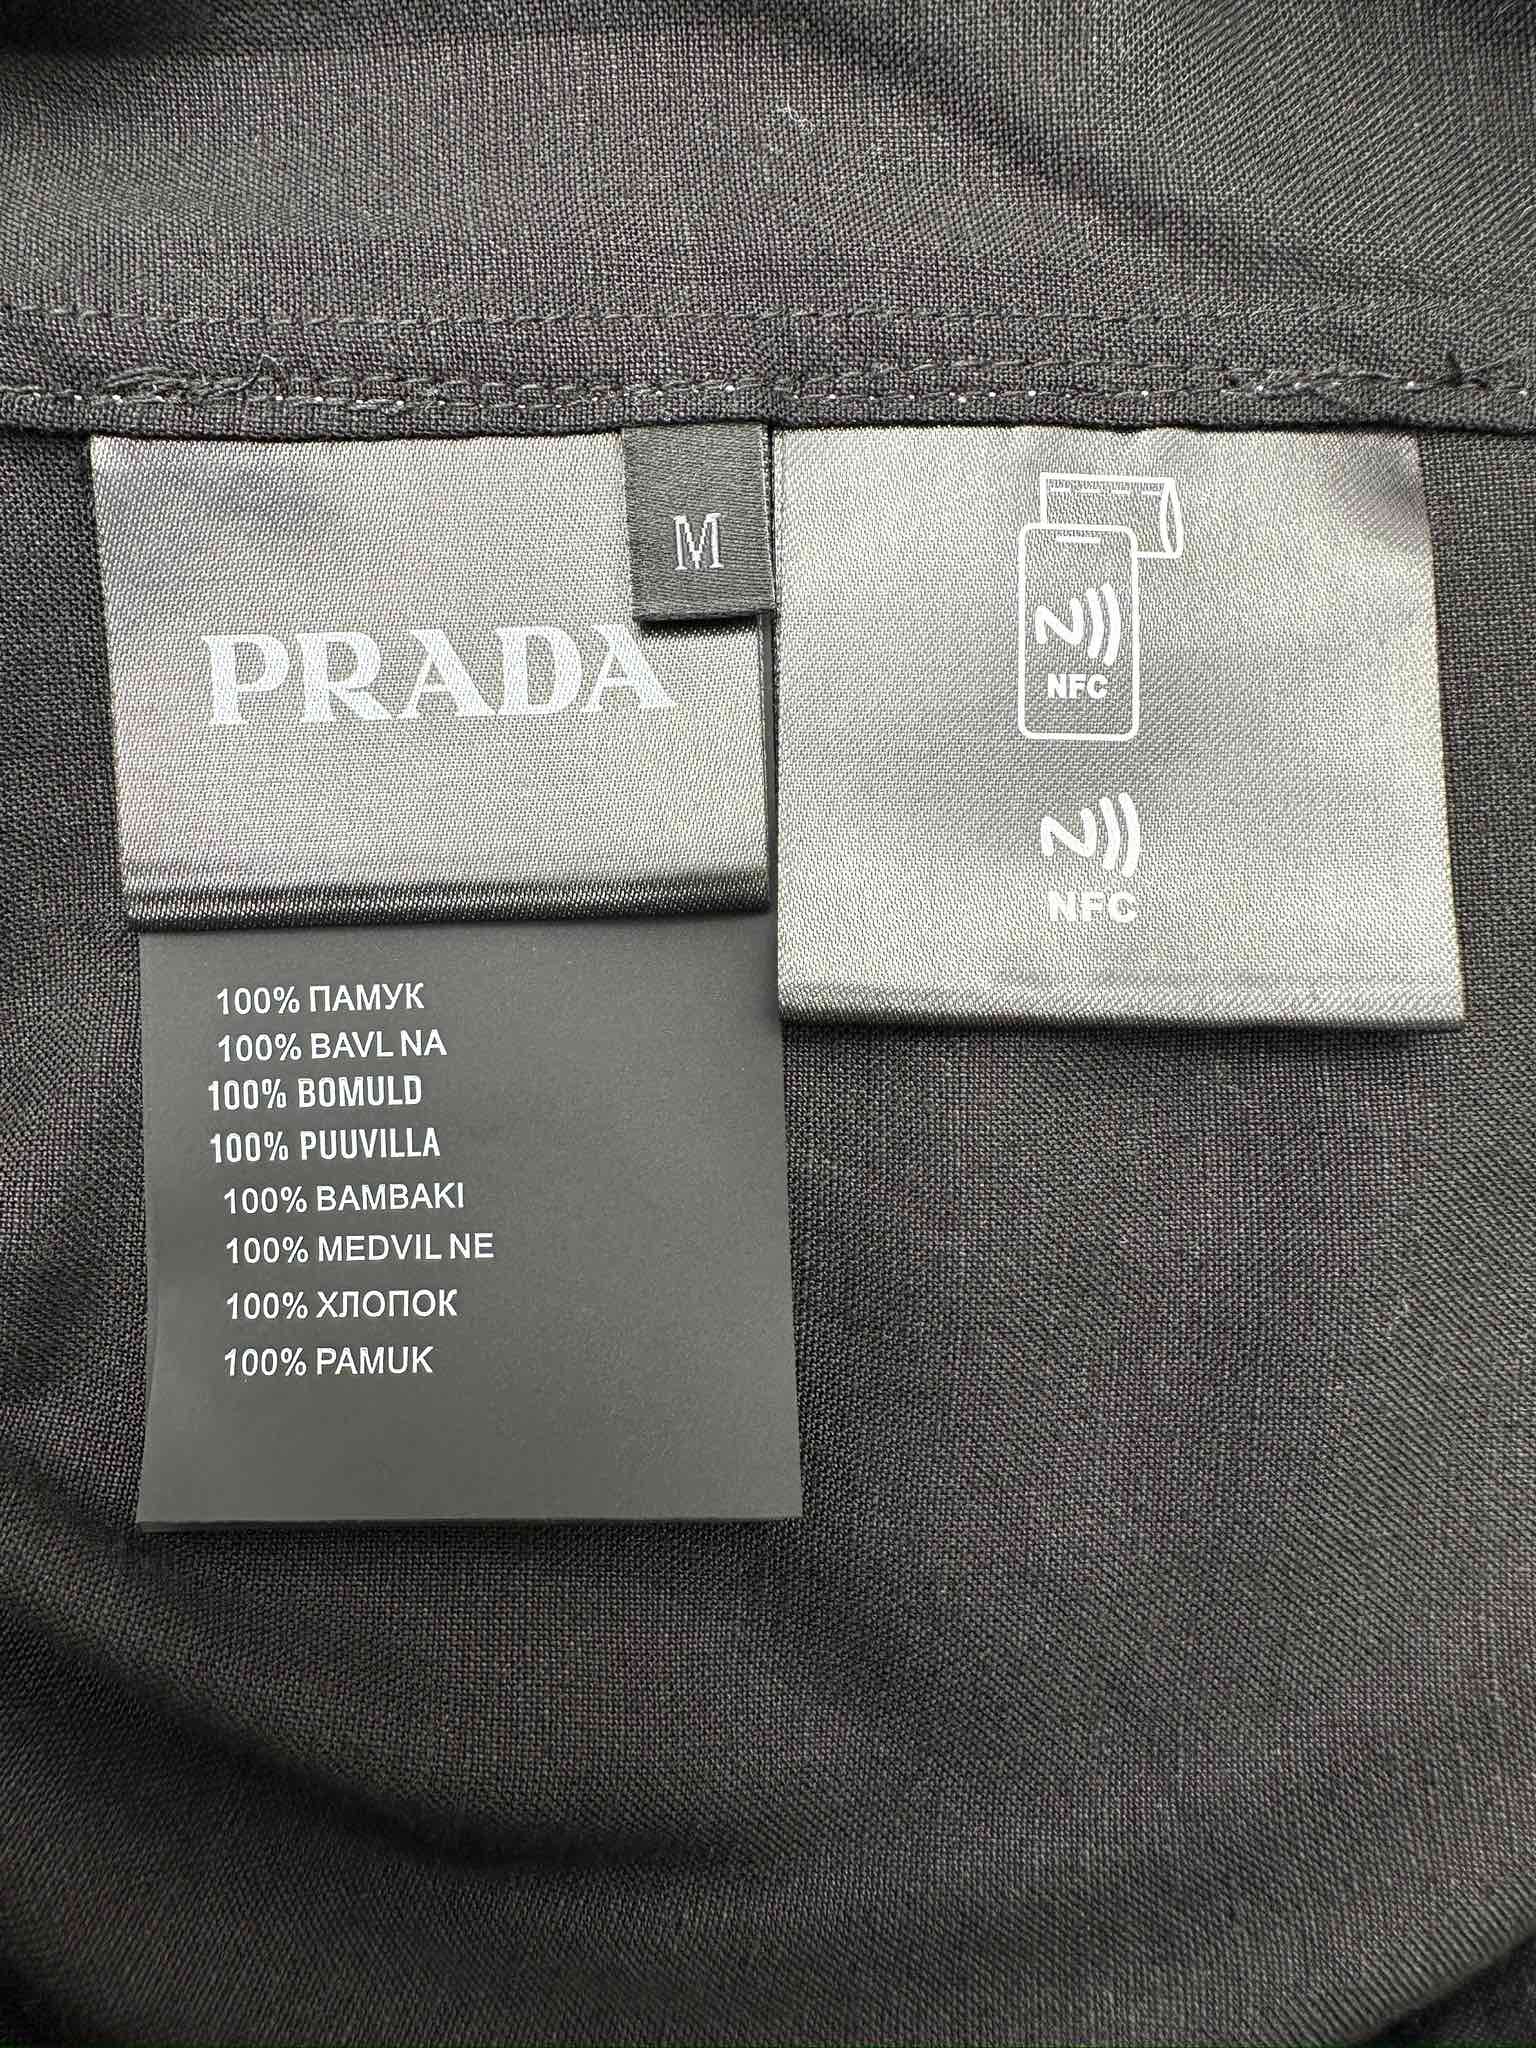 M
PRADA
NFC
NFC
100% ПАМУК
100% BAVL NA
100% BOMULD
100% PUUVILLA
100% BAMBAKI
100% MEDVIL NE
100% ХЛОПОК
100% PAMUK